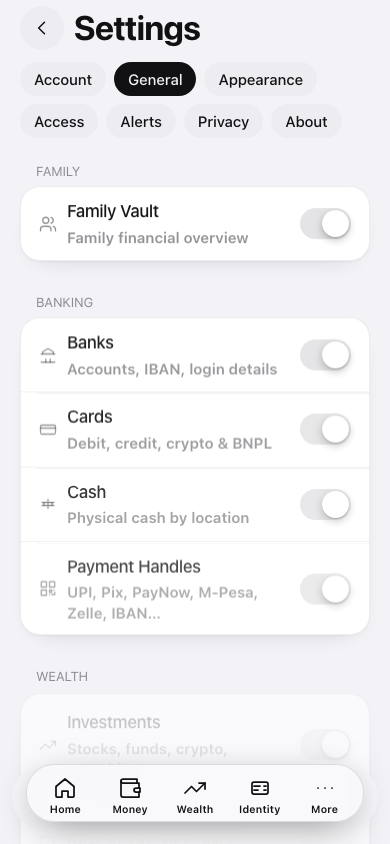 Settings
Account General Appearance
Access Alerts Privacy About
FAMILY
Family Vault
Family financial overview
BANKING
Banks
Accounts, IBAN, login details
Cards
Debit, credit, crypto & BNPL
Cash
Physical cash by location
Payment Handles
UPI, Pix, PayNow, M-Pesa,
Zelle, IBAN...
WEALTH
Investments
Stocks, funds, crypto,
Home Money Wealth Identity More